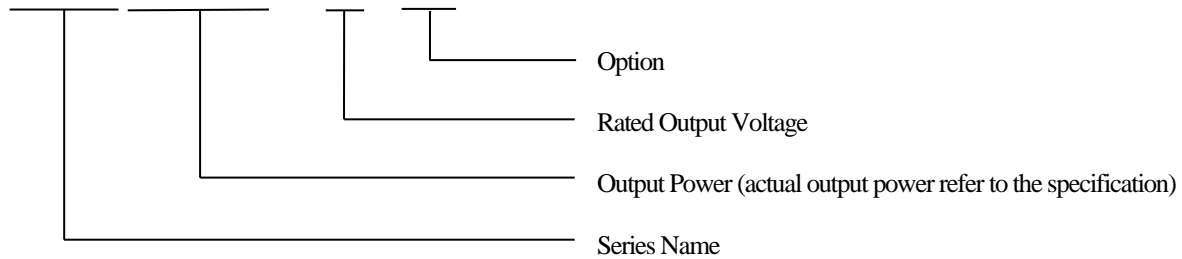 Option
Rated Output Voltage
Output Power (actual output power refer to the specification)
Series Name